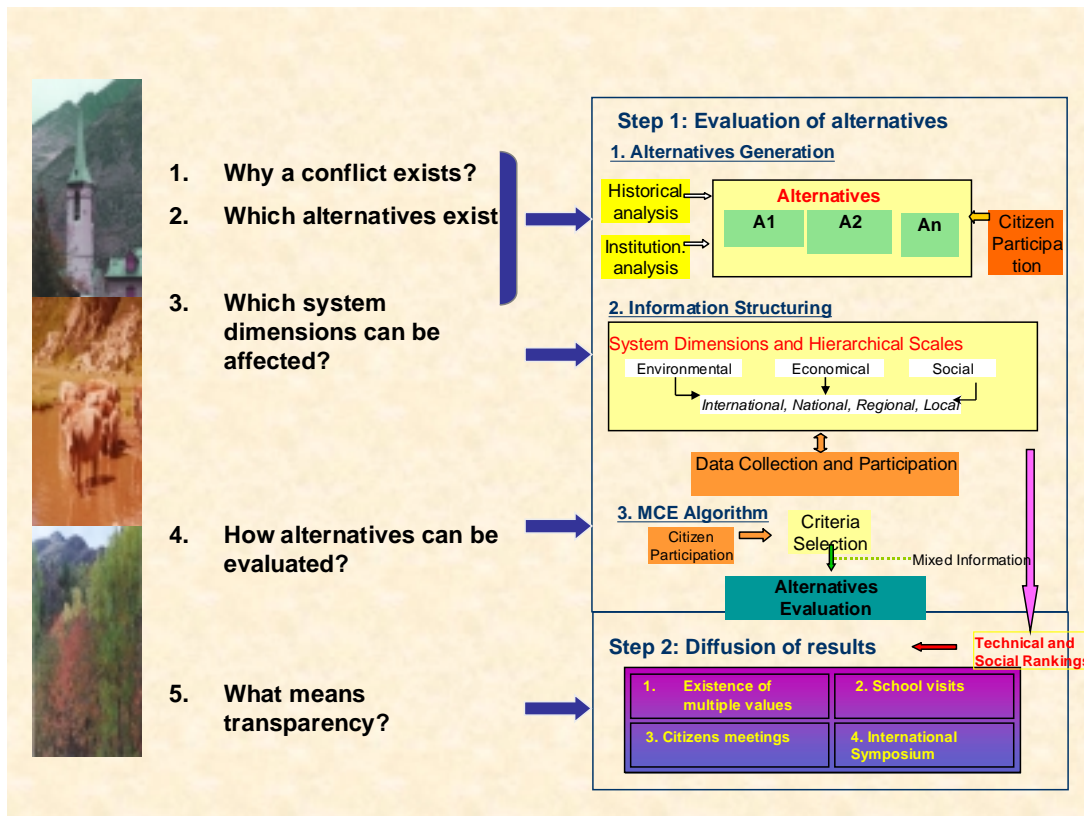 1. Why a conflict exists?
2. Which alternatives exist
3. Which system
dimensions can be
affected?
4. How alternatives can be
evaluated?
5. What means
transparency?
Step 1: Evaluation of alternatives
1. Alternatives Generation
Historical
analysis
Institution.
analysis
Alternatives
A1
A2
An
Citizen
Participa
tion
2. Information Structuring
System Dimensions and Hierarchical Scales
Environmental
Economical
Social
International, National, Regional, Local
Data Collection and Participation
3. MCE Algorithm
Citizen
Participation
Criteria
Selection
Mixed Information
Alternatives
Evaluation
Step 2: Diffusion of results
Technical and
Social Rankings
1. Existence of
multiple values
2. School visits
3. Citizens meetings
4. International
Symposium